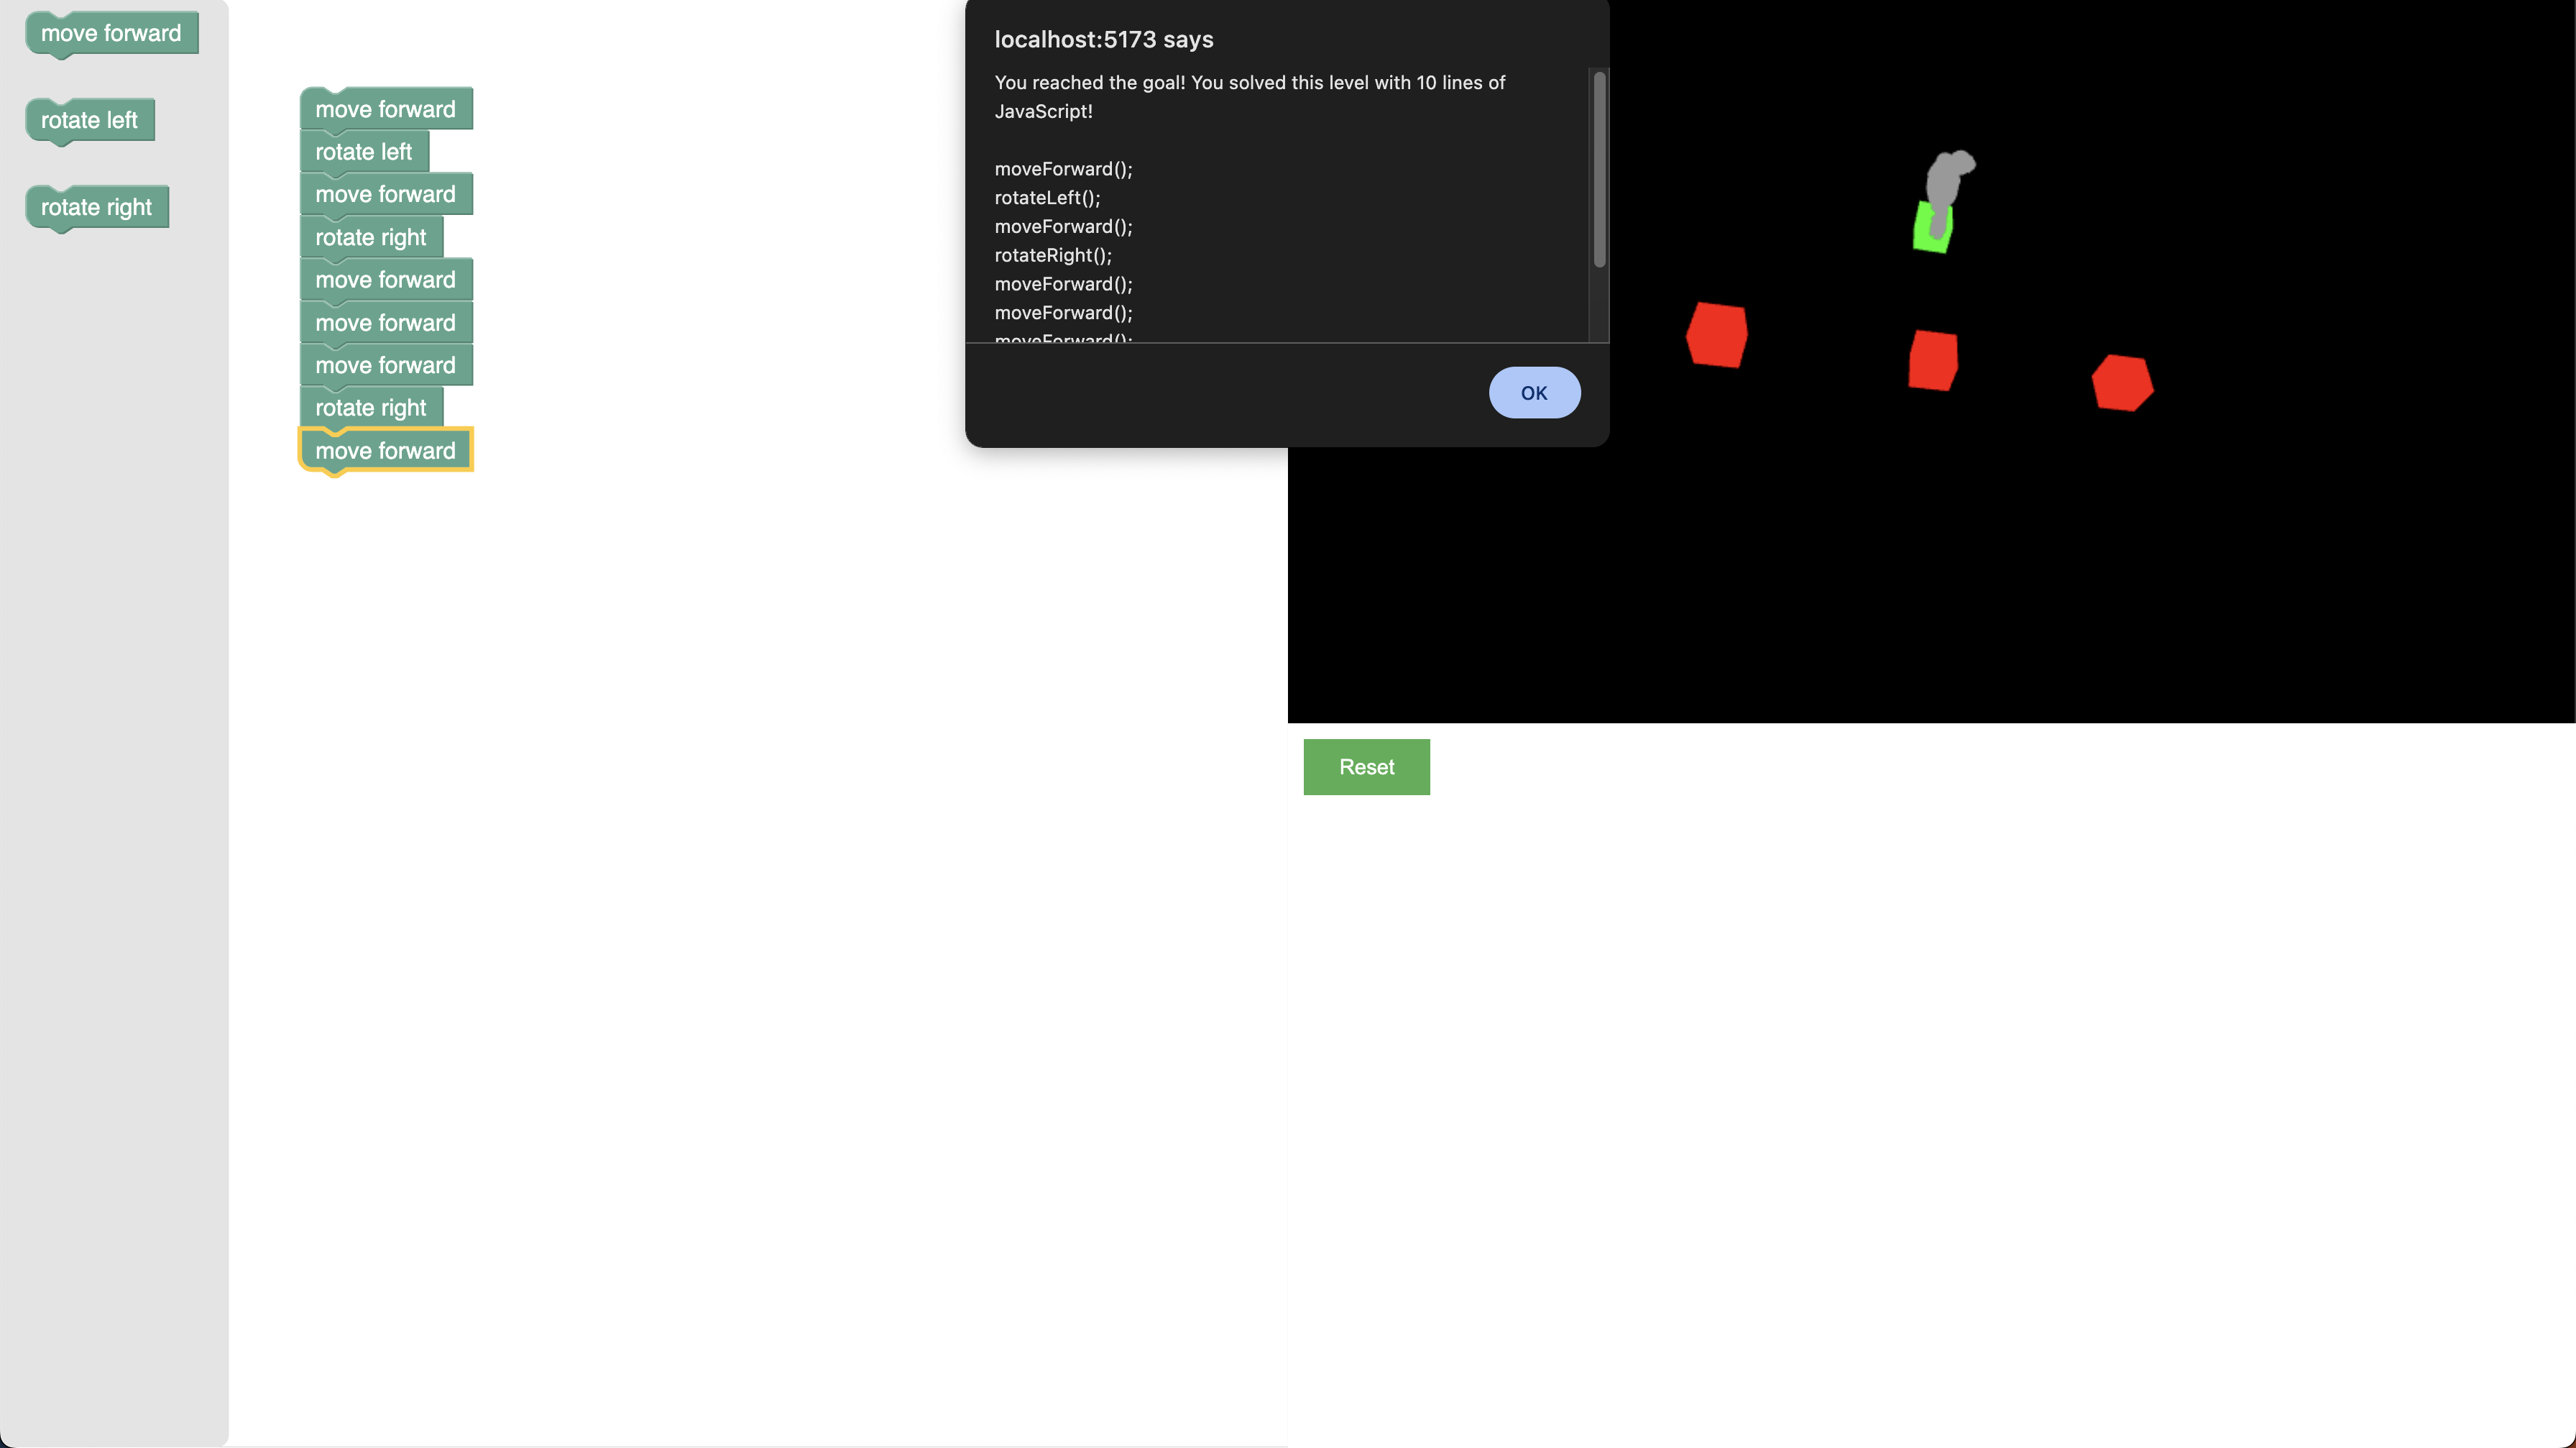 move forward
rotate left
rotate right
move forward
rotate left
move forward
rotate right
move forward
move forward
move forward
rotate right
move forward
localhost:5173 says
You reached the goal! You solved this level with 10 lines of
JavaScript!
moveForward();
rotateLeft();
moveForward();
rotateRight();
moveForward();
moveForward();
moveForward();
OK
Reset